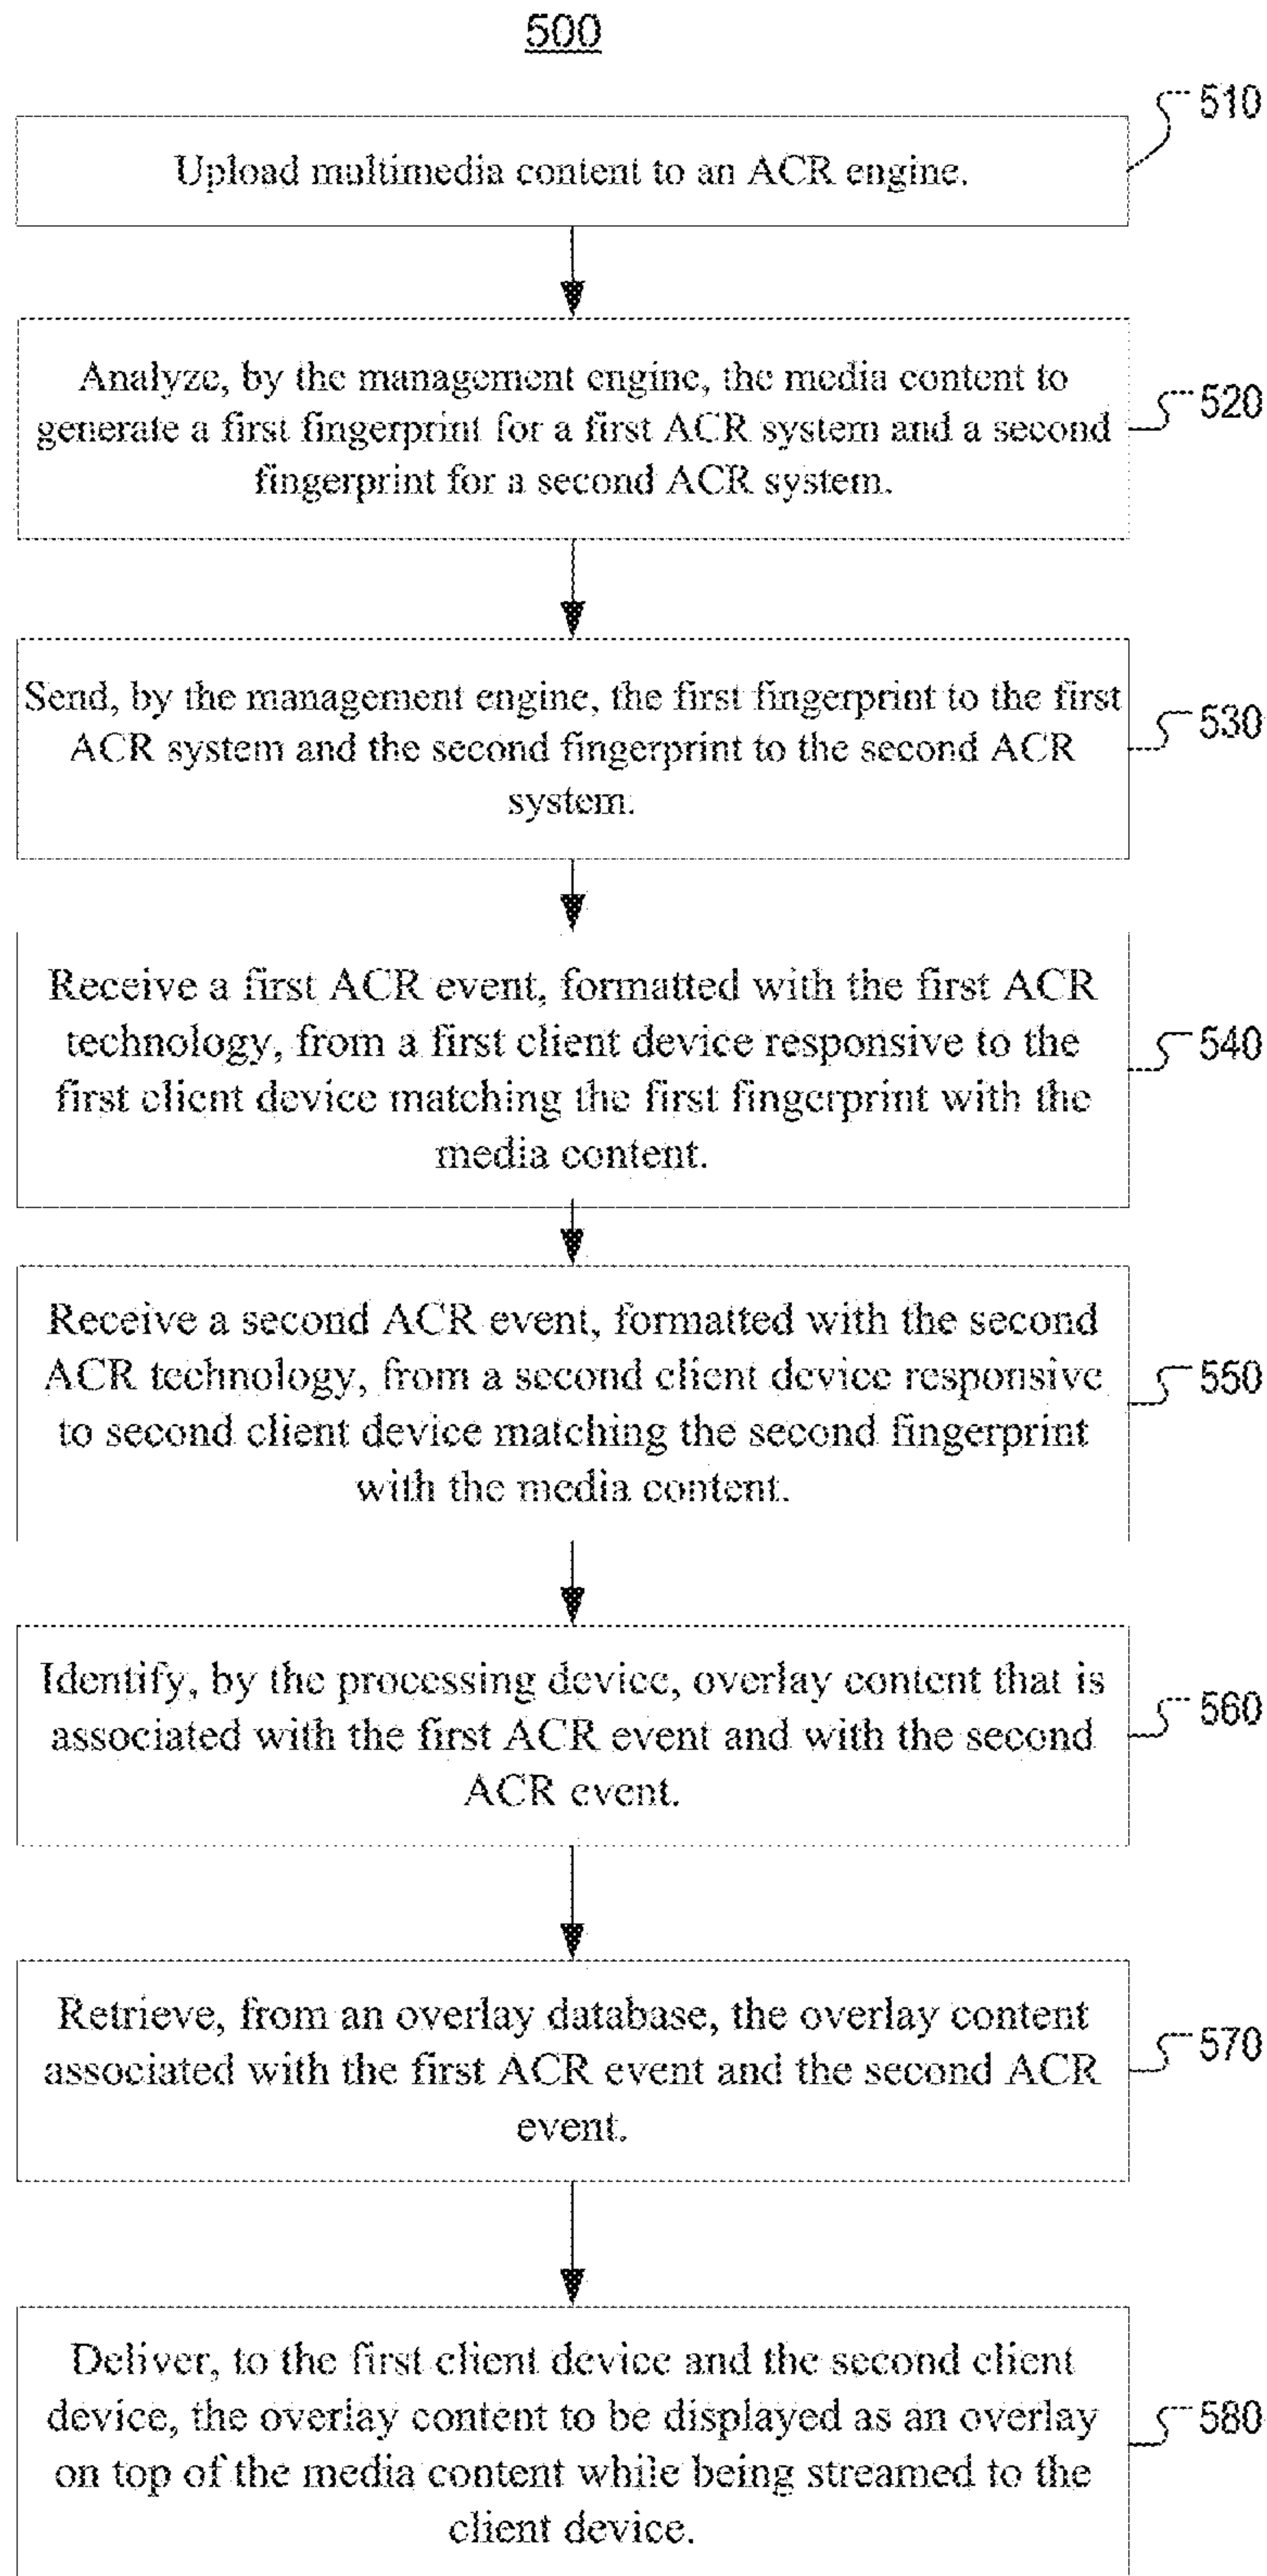 500
510
Upload multimedia content to an ACR engine.
Analyze, by the management engine, the media content to
generate a first fingerprint for a first ACR system and a second
fingerprint for a second ACR system.
520
Send, by the management engine, the first fingerprint to the first
ACR system and the second fingerprint to the second ACR
system.
530
Receive a first ACR event, formatted with the first ACR
technology, from a first client device responsive to the
first client device matching the first fingerprint with the
media content.
540
Receive a second ACR event, formatted with the second
ACR technology, from a second client device responsive
to second client device matching the second fingerprint
with the media content.
550
Identify, by the processing device, overlay content that is
associated with the first ACR event and with the second
ACR event.
560
Retrieve, from an overlay database, the overlay content
associated with the first ACR event and the second ACR
event.
570
Deliver, to the first client device and the second client
device, the overlay content to be displayed as an overlay
on top of the media content while being streamed to the
client device.
580